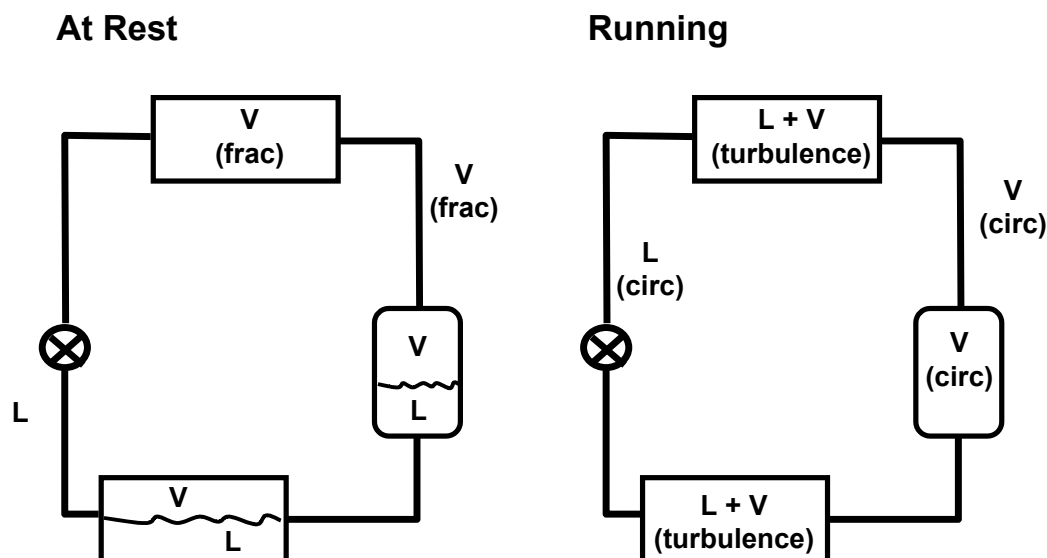 At Rest
Running
V
(frac)
V
(frac)
V
L
L
V
L
L + V
(turbulence)
V
(circ)
L
(circ)
V
(circ)
L + V
(turbulence)